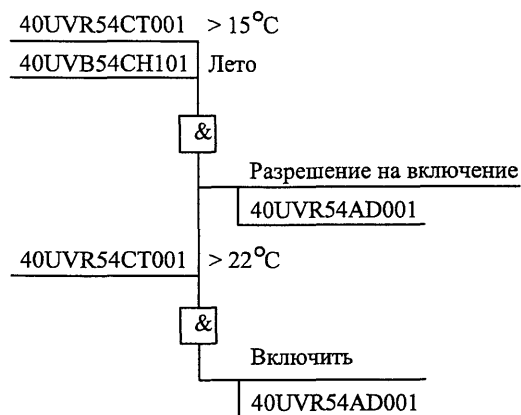 40UVR54CT001 > 15°C
40UVB54CH101 Лето
&
Разрешение на включение
40UVR54AD001
40UVR54CT001 > 22°C
&
Включить
40UVR54AD001